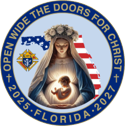 OPEN WIDE THE DOORS FOR CHRIST
2025 • FLORIDA • 2027